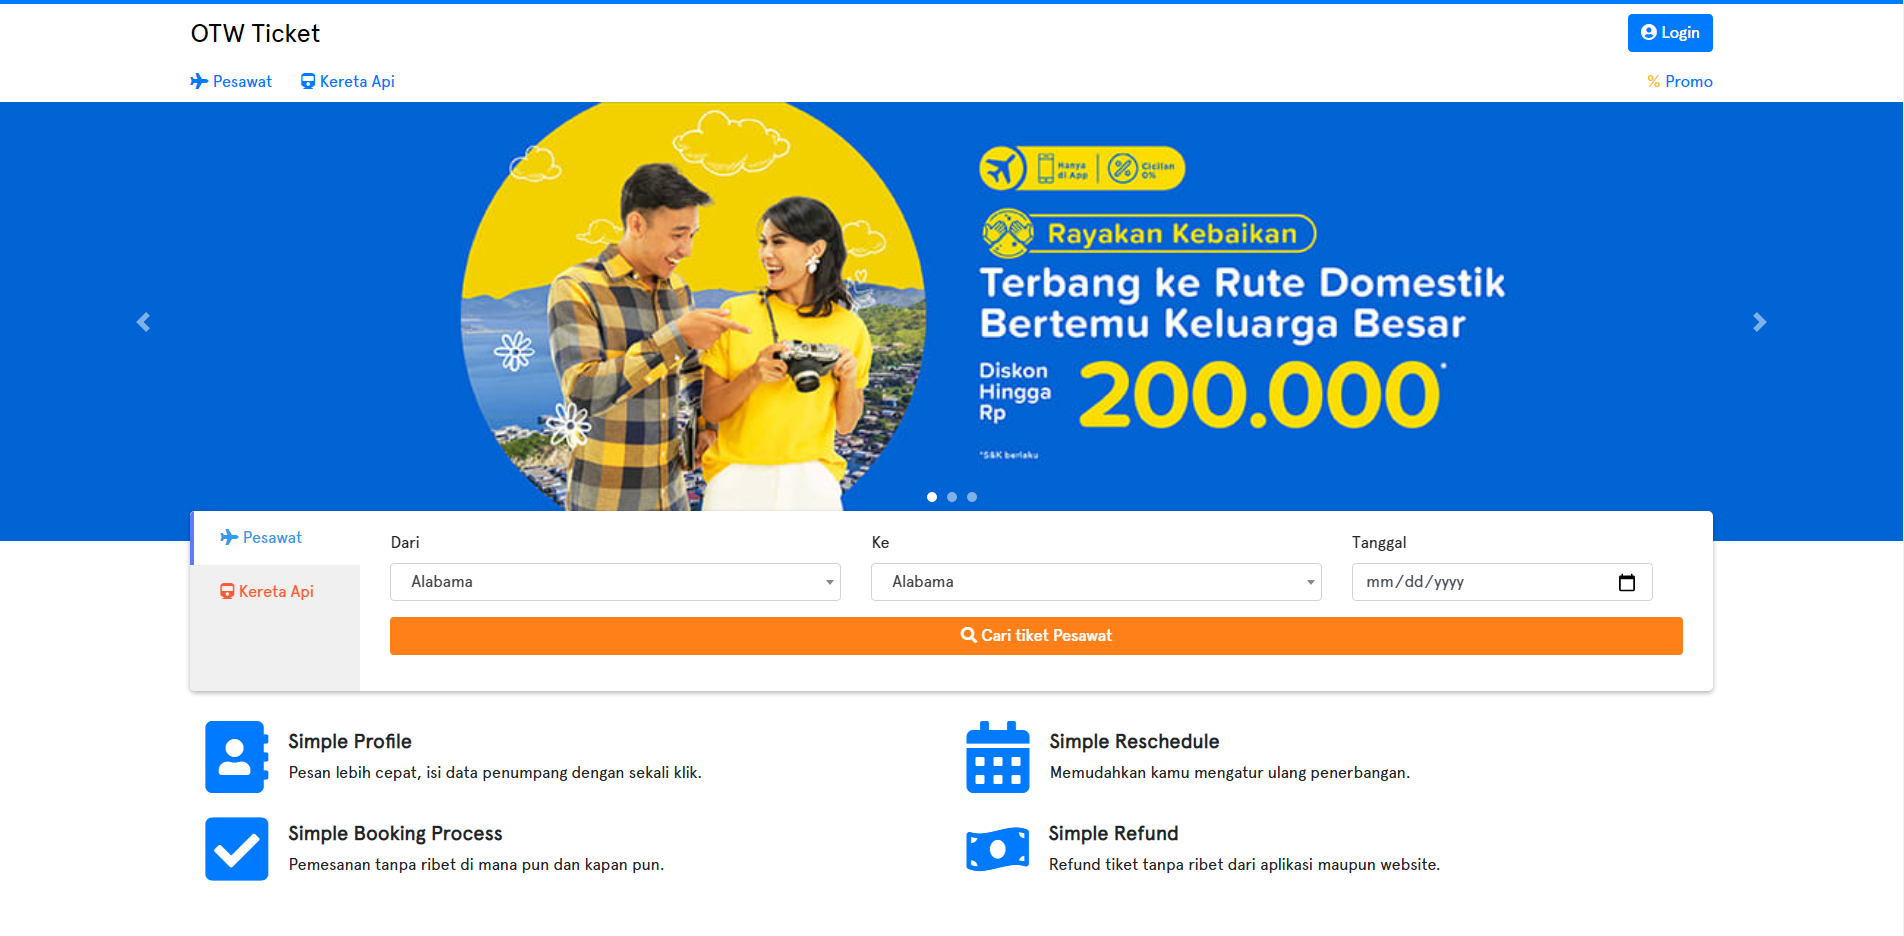 OTW Ticket
Login
Pesawat
Kereta Api
% Promo
Hanya
di App
Cicilan
0%
Rayakan Kebaikan
Terbang ke Rute Domestik
Bertemu Keluarga Besar
Diskon
Hingga
Rp
200.000*
*S&K berlaku
Pesawat
Kereta Api
Dari
Ke
Tanggal
Alabama
Alabama
mm/dd/yyyy
Cari tiket Pesawat
Simple Profile
Pesan lebih cepat, isi data penumpang dengan sekali klik.
Simple Reschedule
Memudahkan kamu mengatur ulang penerbangan.
Simple Booking Process
Pemesanan tanpa ribet di mana pun dan kapan pun.
Simple Refund
Refund tiket tanpa ribet dari aplikasi maupun website.